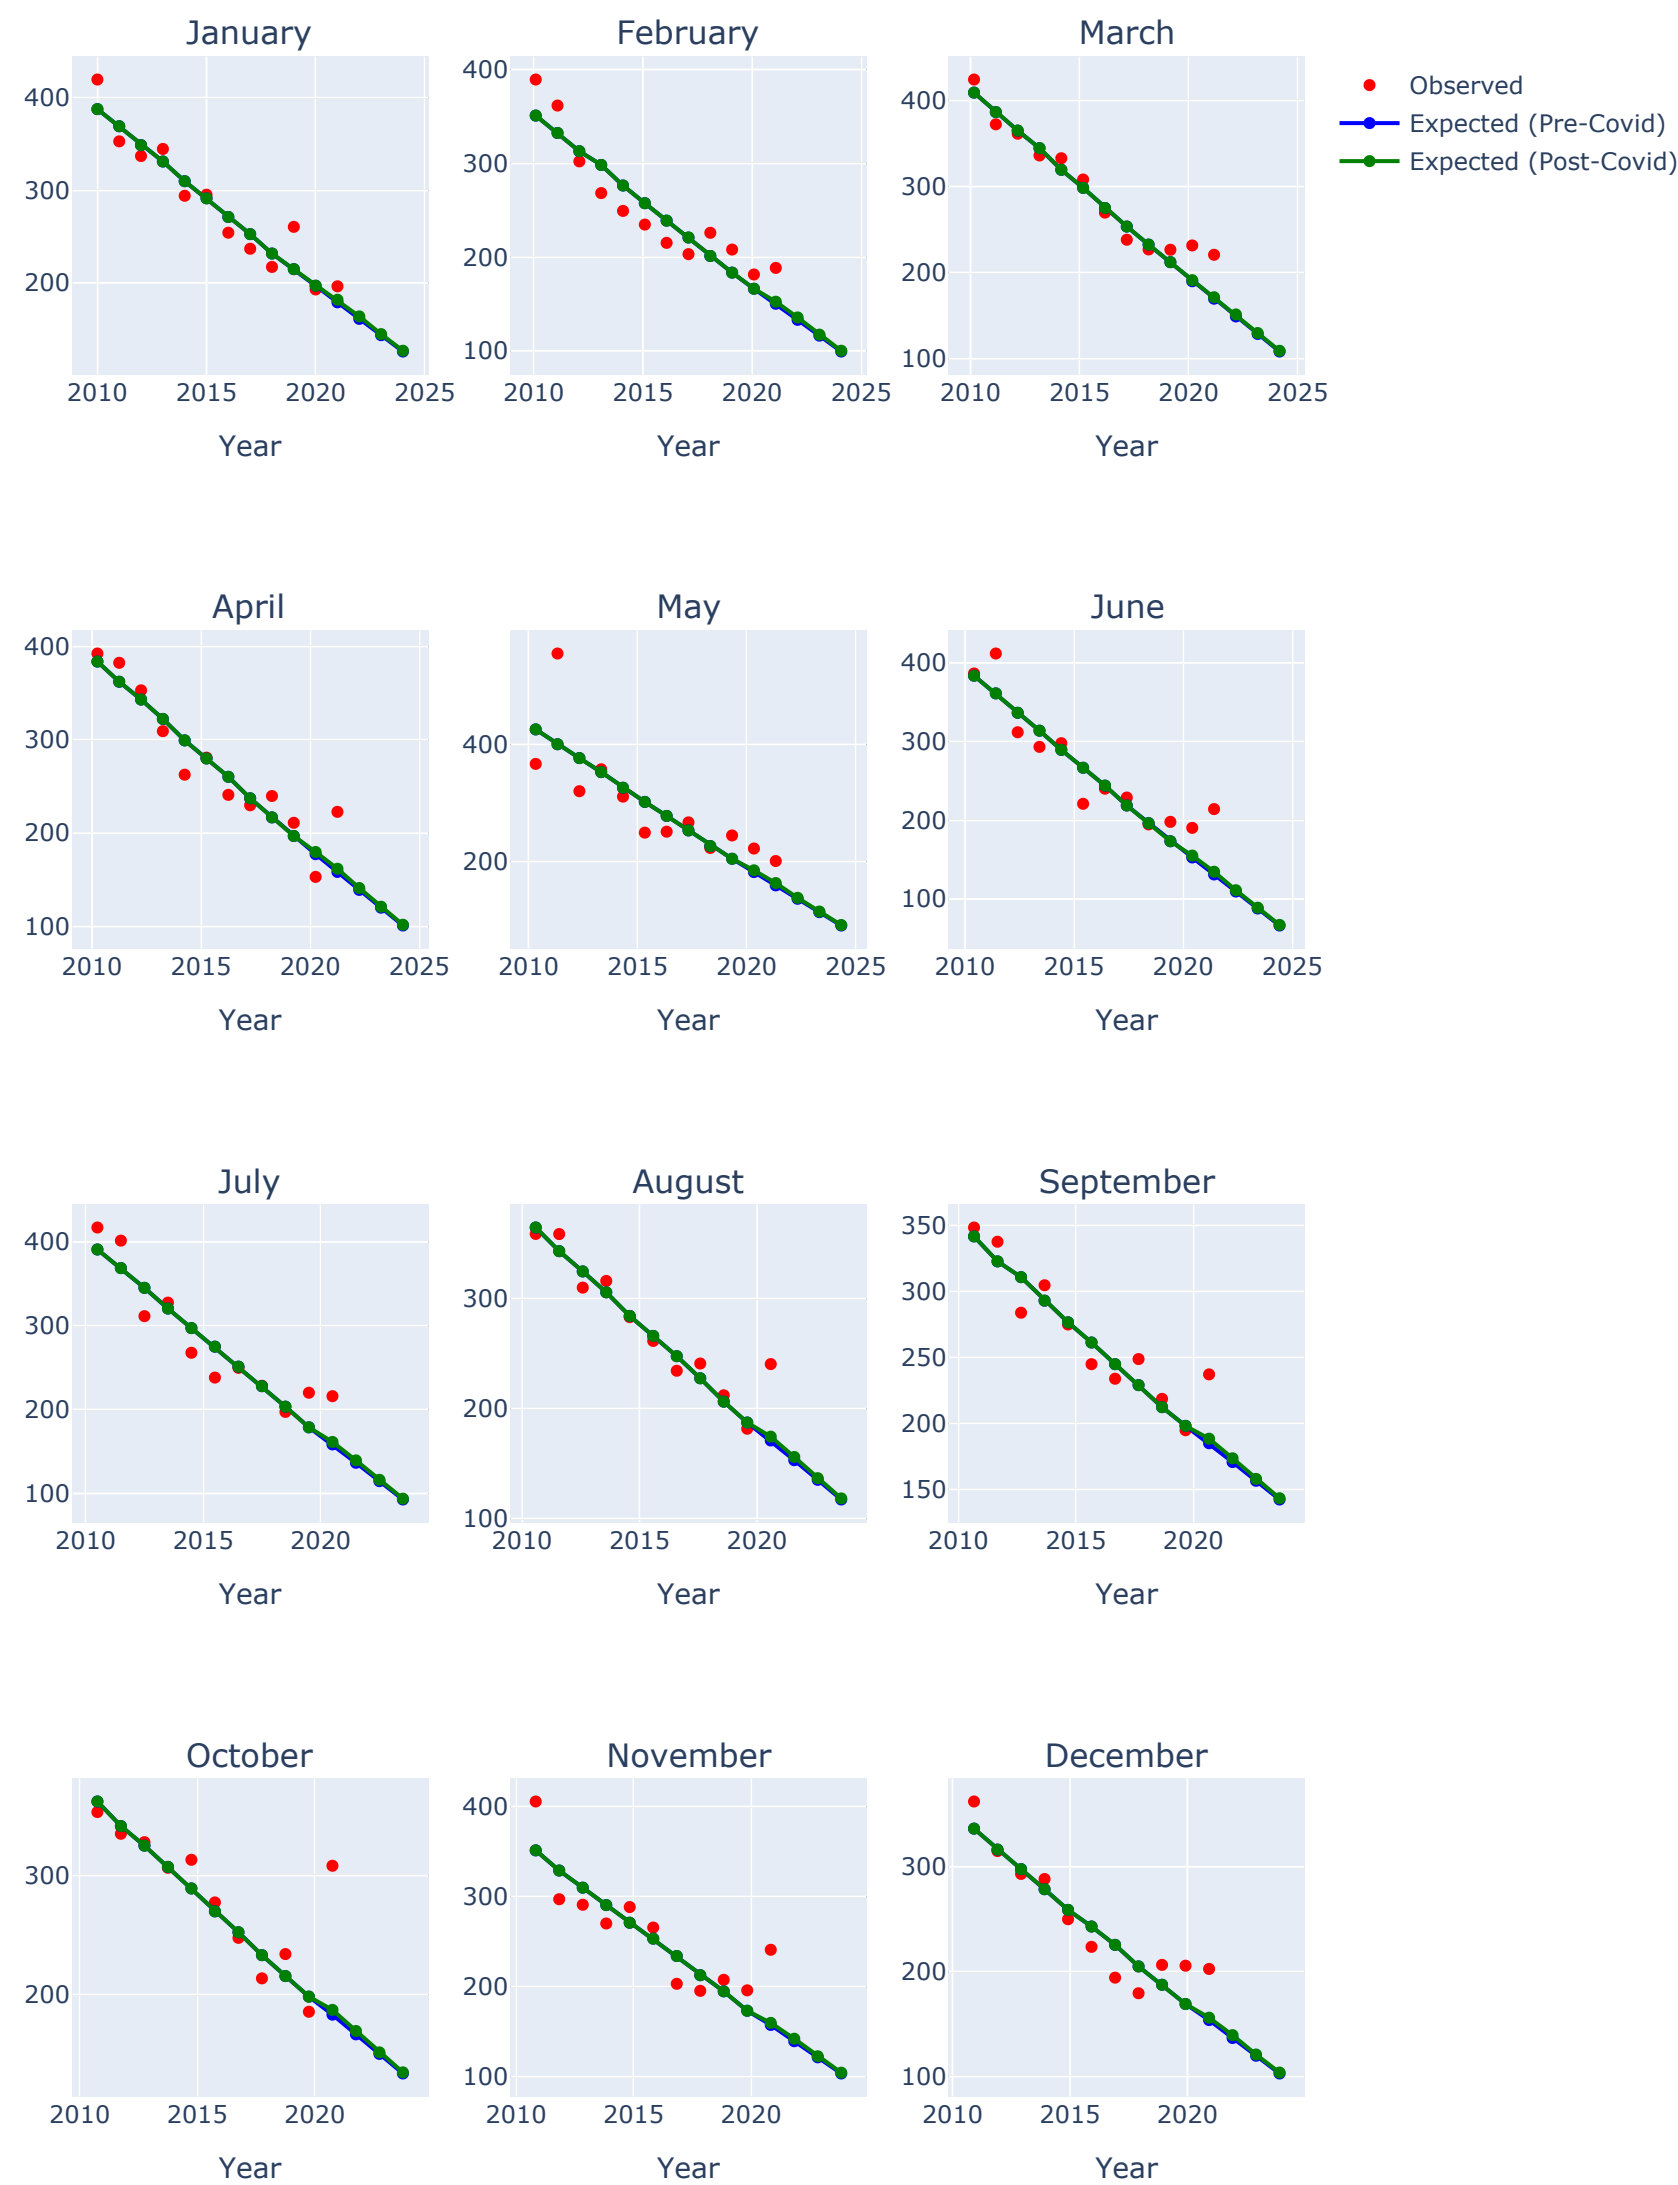 January February March
400
300
200
2010 2015 2020 2025
Year
400
300
200
100
2010 2015 2020 2025
Year
400
300
200
100
2010 2015 2020 2025
Year
Observed
Expected (Pre-Covid)
Expected (Post-Covid)
April May June
400
300
200
100
2010 2015 2020 2025
Year
400
200
2010 2015 2020 2025
Year
400
300
200
100
2010 2015 2020 2025
Year
July August September
400
300
200
100
2010 2015 2020
Year
300
200
100
2010 2015 2020
Year
350
300
250
200
150
2010 2015 2020
Year
October November December
300
200
2010 2015 2020
Year
400
300
200
100
2010 2015 2020
Year
300
200
100
2010 2015 2020
Year